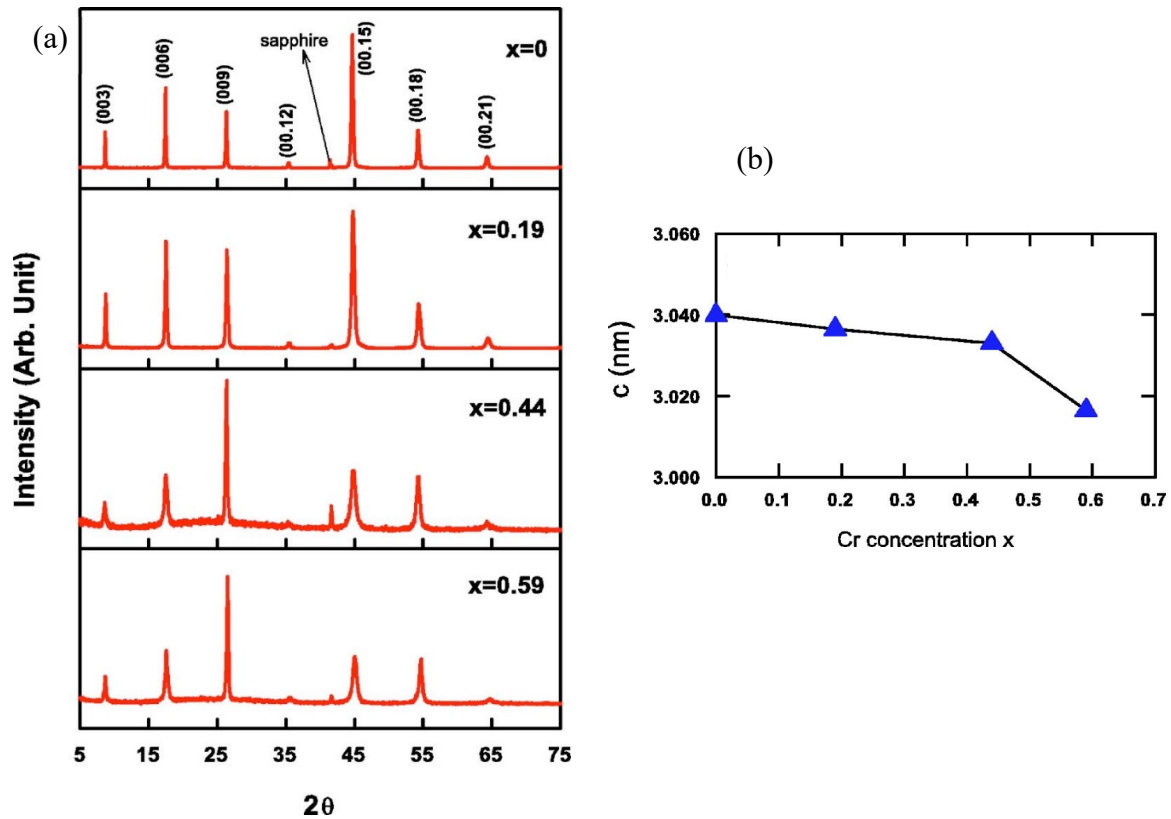 (a)
sapphire
x=0
(003)
(006)
(009)
(00.12)
(00.15)
(00.18)
(00.21)
x=0.19
x=0.44
x=0.59
Intensity (Arb. Unit)
5 15 25 35 45 55 65 75
2θ
(b)
3.060
3.040
3.020
3.000
c (nm)
0.0 0.1 0.2 0.3 0.4 0.5 0.6 0.7
Cr concentration x